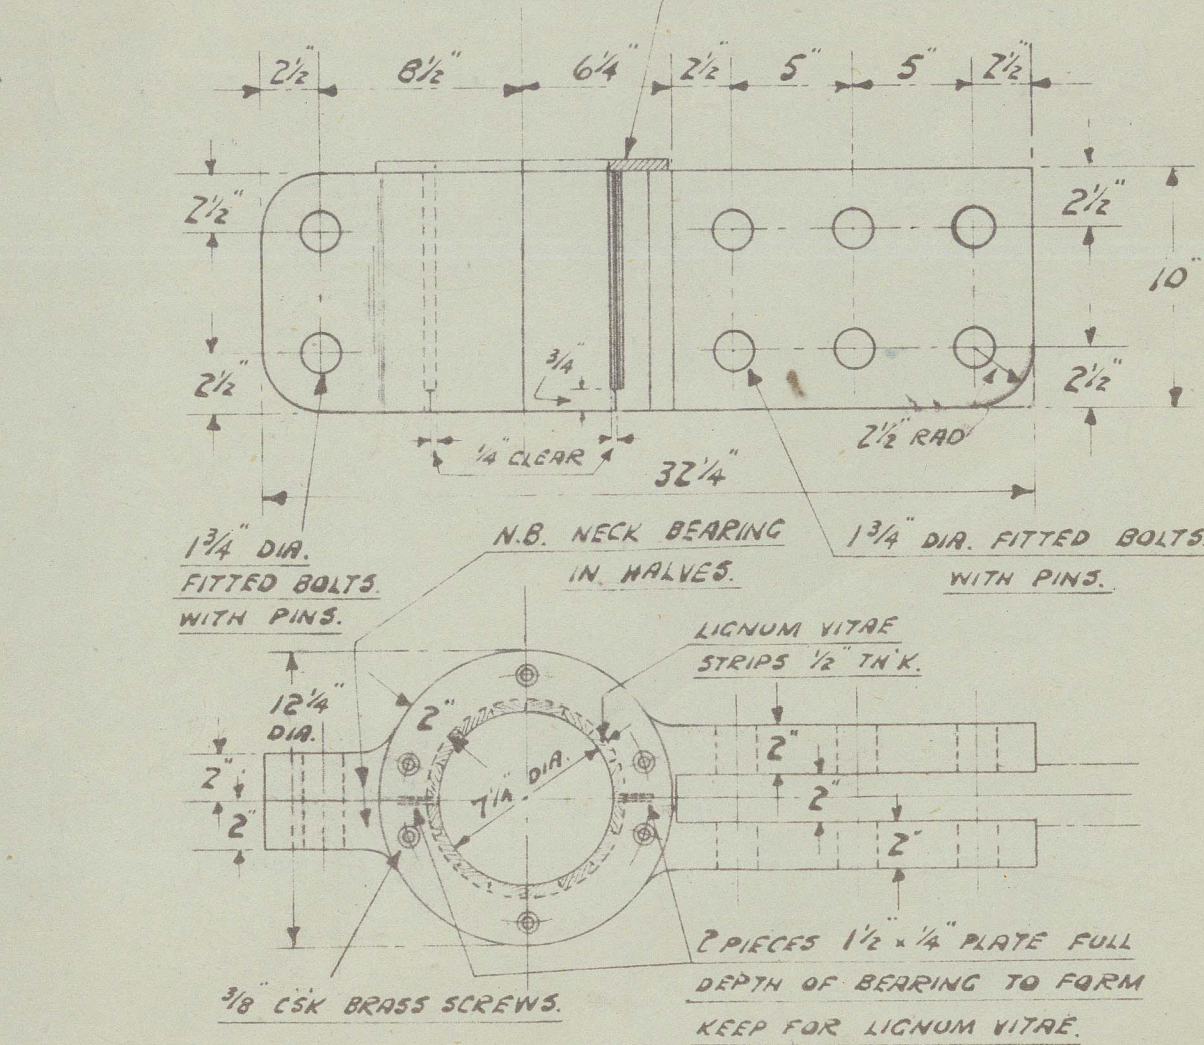 2½" 8½" 6¼" 2½" 5" 5" 2½"
2½" 2½"
10"
2½" ¾" 2½"
2½" RAD
¼" CLEAR
32¼"
1¾" DIA.
FITTED BOLTS.
WITH PINS.
N.B. NECK BEARING
IN HALVES.
1¾" DIA. FITTED BOLTS
WITH PINS.
LIGNUM VITAE
STRIPS ½" TH'K.
12¼"
DIA.
2"
2"
2"
7¼" DIA.
2"
2"
2"
⅜" CSK BRASS SCREWS.
2 PIECES 1½" x ¼" PLATE FULL
DEPTH OF BEARING TO FORM
KEEP FOR LIGNUM VITAE.